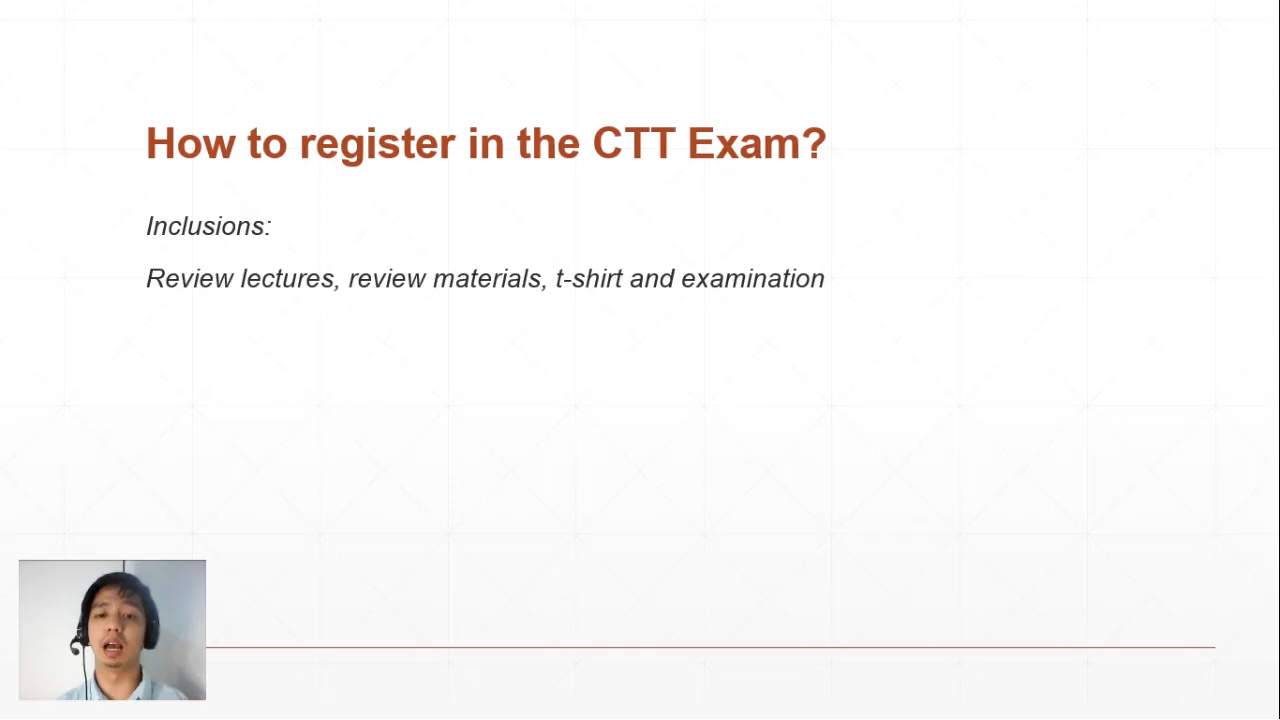 How to register in the CTT Exam?
Inclusions:
Review lectures, review materials, t-shirt and examination